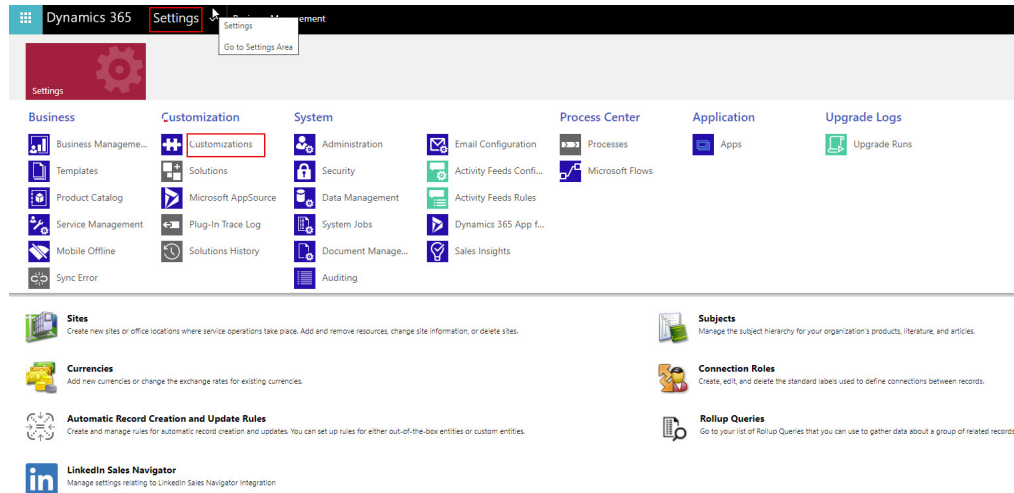 Dynamics 365 Settings
Settings
Go to Settings Area
Settings
Business Customization System Process Center Application Upgrade Logs
Business Manageme... Customizations Administration Email Configuration Processes Apps Upgrade Runs
Templates Solutions Security Activity Feeds Confi... Microsoft Flows
Product Catalog Microsoft AppSource Data Management Activity Feeds Rules
Service Management Plug-In Trace Log System Jobs Dynamics 365 App f...
Mobile Offline Solutions History Document Manage... Sales Insights
Sync Error Auditing
Sites Subjects
Create new sites or office locations where service operations take place. Add and remove resources, change site information, or delete sites. Manage the subject hierarchy for your organization's products, literature, and articles.
Currencies Connection Roles
Add new currencies or change the exchange rates for existing currencies. Create, edit, and delete the standard labels used to define connections between records.
Automatic Record Creation and Update Rules Rollup Queries
Create and manage rules for automatic record creation and updates. You can set up rules for either out-of-the-box entities or custom entities. Go to your list of Rollup Queries that you can use to gather data about a group of related records
LinkedIn Sales Navigator
Manage settings relating to LinkedIn Sales Navigator Integration